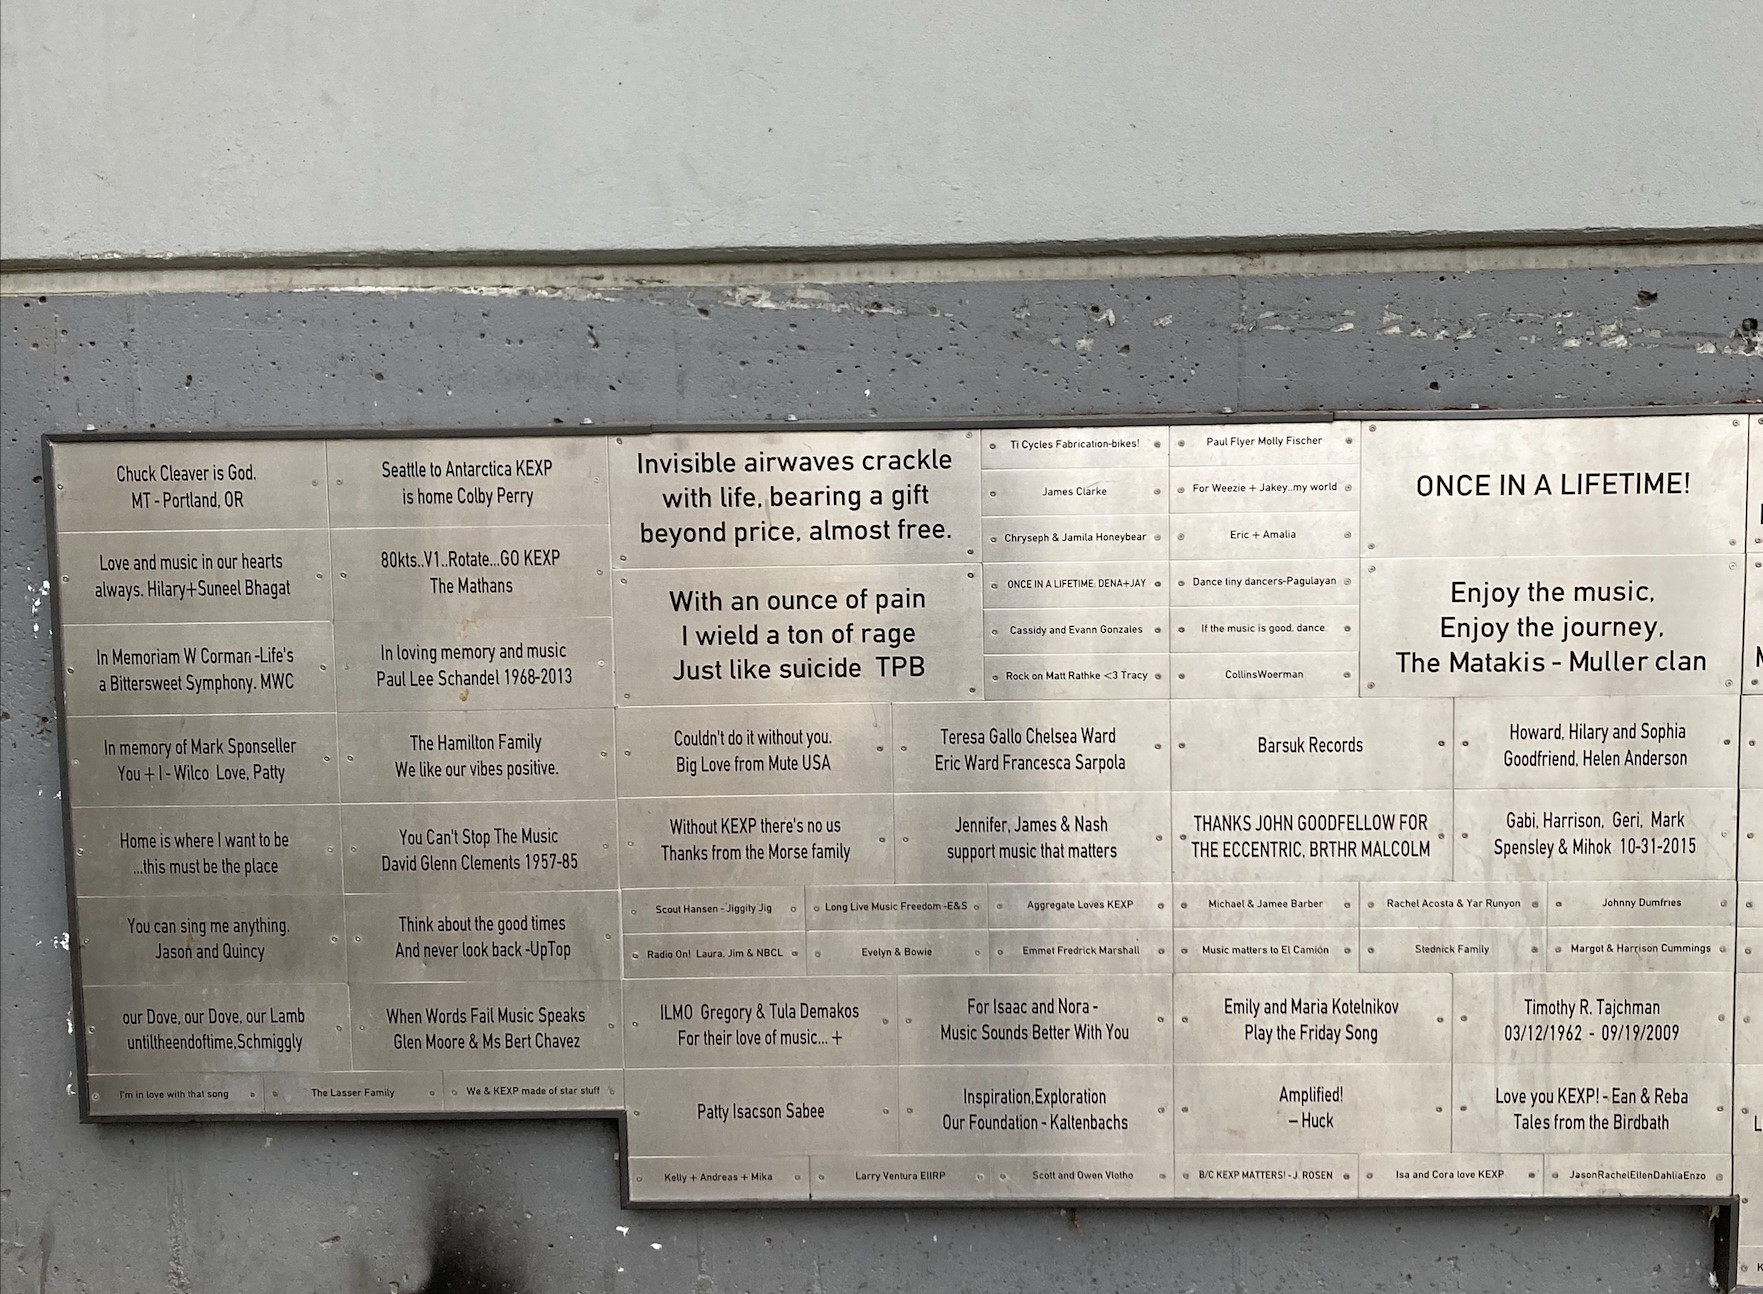 Chuck Cleaver is God.
MT - Portland, OR
Love and music in our hearts
always. Hilary+Suneel Bhagat
In Memoriam W Corman -Life's
a Bittersweet Symphony. MWC
In memory of Mark Sponseller
You + I - Wilco Love, Patty
Home is where I want to be
...this must be the place
You can sing me anything.
Jason and Quincy
our Dove, our Dove, our Lamb
untiltheendoftime,Schmiggly
Seattle to Antarctica KEXP
is home Colby Perry
80kts..V1..Rotate...GO KEXP
The Mathans
In loving memory and music
Paul Lee Schandel 1968-2013
The Hamilton Family
We like our vibes positive.
You Can't Stop The Music
David Glenn Clements 1957-85
Think about the good times
And never look back -UpTop
When Words Fail Music Speaks
Glen Moore & Ms Bert Chavez
I'm in love with that song
The Lasser Family
We & KEXP made of star stuff
Invisible airwaves crackle
with life, bearing a gift
beyond price, almost free.
With an ounce of pain
I wield a ton of rage
Just like suicide TPB
Ti Cycles Fabrication-bikes!
James Clarke
Chryseph & Jamila Honeybear
ONCE IN A LIFETIME: DENA+JAY
Cassidy and Evann Gonzales
Rock on Matt Rathke <3 Tracy
Paul Flyer Molly Fischer
For Weezie + Jakey..my world
Eric + Amalia
Dance tiny dancers-Pagulayan
If the music is good, dance.
CollinsWoerman
ONCE IN A LIFETIME!
Enjoy the music,
Enjoy the journey,
The Matakis - Muller clan
Couldn't do it without you.
Big Love from Mute USA
Teresa Gallo Chelsea Ward
Eric Ward Francesca Sarpola
Barsuk Records
Howard, Hilary and Sophia
Goodfriend, Helen Anderson
Without KEXP there's no us
Thanks from the Morse family
Jennifer, James & Nash
support music that matters
THANKS JOHN GOODFELLOW FOR
THE ECCENTRIC, BRTHR MALCOLM
Gabi, Harrison, Geri, Mark
Spensley & Mihok 10-31-2015
Scout Hansen - Jiggity Jig
Long Live Music Freedom -E&S
Aggregate Loves KEXP
Michael & Jamee Barber
Rachel Acosta & Yar Runyon
Johnny Dumfries
Radio On! Laura, Jim & NBCL
Evelyn & Bowie
Emmet Fredrick Marshall
Music matters to El Camión
Stednick Family
Margot & Harrison Cummings
ILMO Gregory & Tula Demakos
For their love of music... +
For Isaac and Nora -
Music Sounds Better With You
Emily and Maria Kotelnikov
Play the Friday Song
Timothy R. Tajchman
03/12/1962 - 09/19/2009
Patty Isacson Sabee
Inspiration,Exploration
Our Foundation - Kaltenbachs
Amplified!
– Huck
Love you KEXP! - Ean & Reba
Tales from the Birdbath
Kelly + Andreas + Mika
Larry Ventura EIIRP
Scott and Owen Vlotho
B/C KEXP MATTERS! - J. ROSEN
Isa and Cora love KEXP
JasonRachelEllenDahliaEnzo